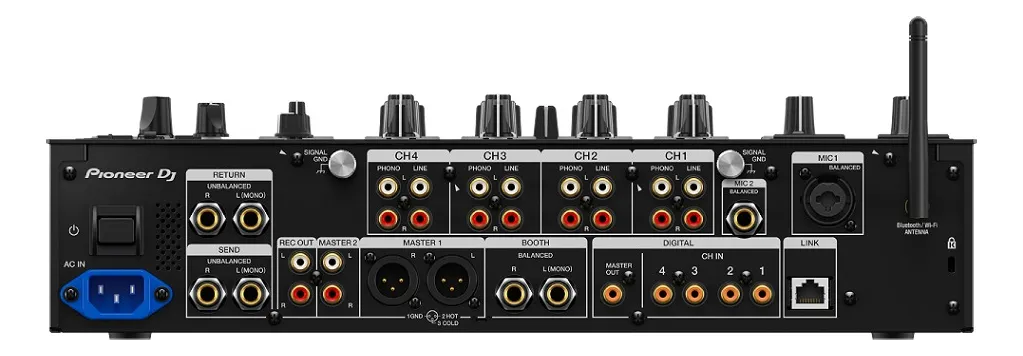 Pioneer Dj
AC IN
RETURN
UNBALANCED
R L (MONO)
SEND
UNBALANCED
R L (MONO)
SIGNAL
GND
CH4 CH3 CH2 CH1
PHONO LINE PHONO LINE PHONO LINE PHONO LINE
L L L L
R R R R
SIGNAL
GND
MIC 2
BALANCED
MIC1
BALANCED
Bluetooth / Wi-Fi
ANTENNA
REC OUT MASTER 2
L L
R R
MASTER 1
R L
1GND 2 HOT
3 COLD
BOOTH
BALANCED
R L (MONO)
DIGITAL
MASTER
OUT
CH IN
4 3 2 1
LINK
K